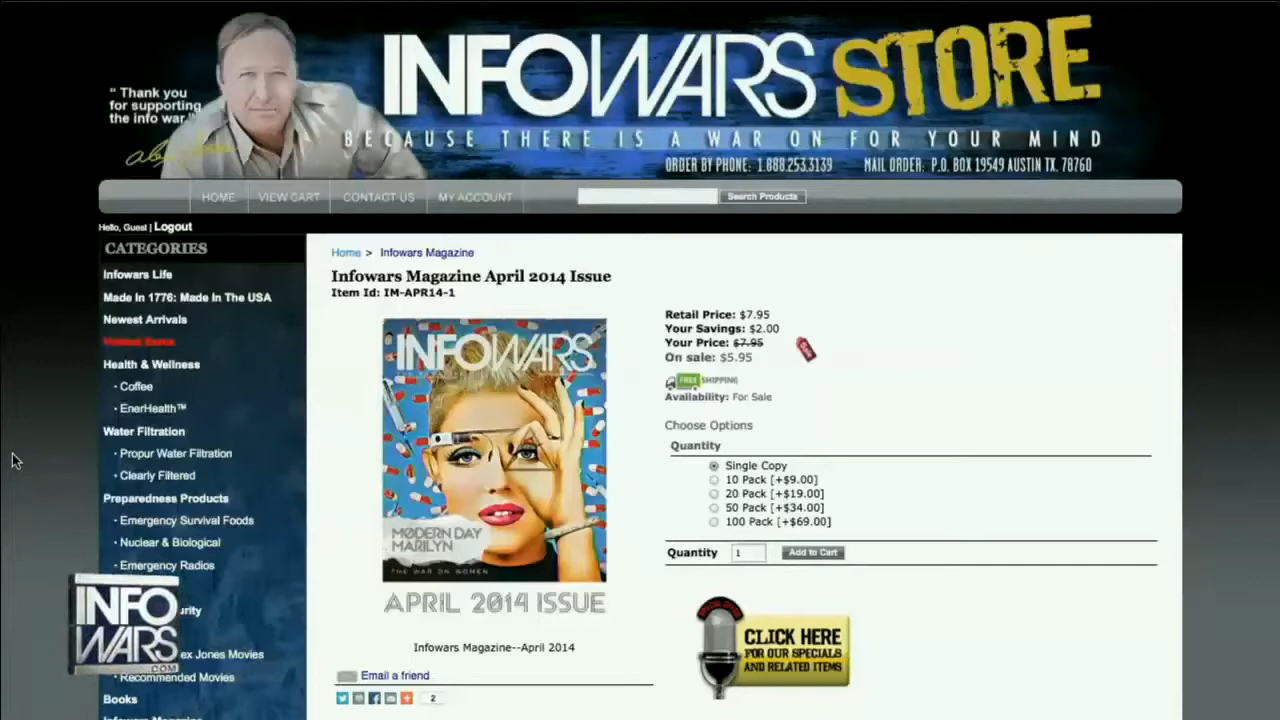 “ Thank you
for supporting
the info war.”
INFOWARS STORE
BECAUSE THERE IS A WAR ON FOR YOUR MIND
ORDER BY PHONE: 1.888.253.3139 MAIL ORDER: P.O. BOX 19549 AUSTIN TX. 78760
HOME VIEW CART CONTACT US MY ACCOUNT Search Products
Hello, Guest | Logout
CATEGORIES
Infowars Life
Made In 1776: Made In The USA
Newest Arrivals
Health & Wellness
· Coffee
· EnerHealth™
Water Filtration
· Propur Water Filtration
· Clearly Filtered
Preparedness Products
· Emergency Survival Foods
· Nuclear & Biological
· Emergency Radios
urity
ex Jones Movies
· Recommended Movies
Books
Infowars Magazine
INFO
WARS
.COM
Home > Infowars Magazine
Infowars Magazine April 2014 Issue
Item Id: IM-APR14-1
INFOWARS
MODERN DAY
MARILYN
THE WAR ON WOMEN
APRIL 2014 ISSUE
Infowars Magazine--April 2014
Email a friend
2
Retail Price: $7.95
Your Savings: $2.00
Your Price: $7.95
On sale: $5.95
Sale
FREE SHIPPING
Availability: For Sale
Choose Options
Quantity
Single Copy
10 Pack [+$9.00]
20 Pack [+$19.00]
50 Pack [+$34.00]
100 Pack [+$69.00]
Quantity 1 Add to Cart
CLICK HERE
FOR OUR SPECIALS
AND RELATED ITEMS